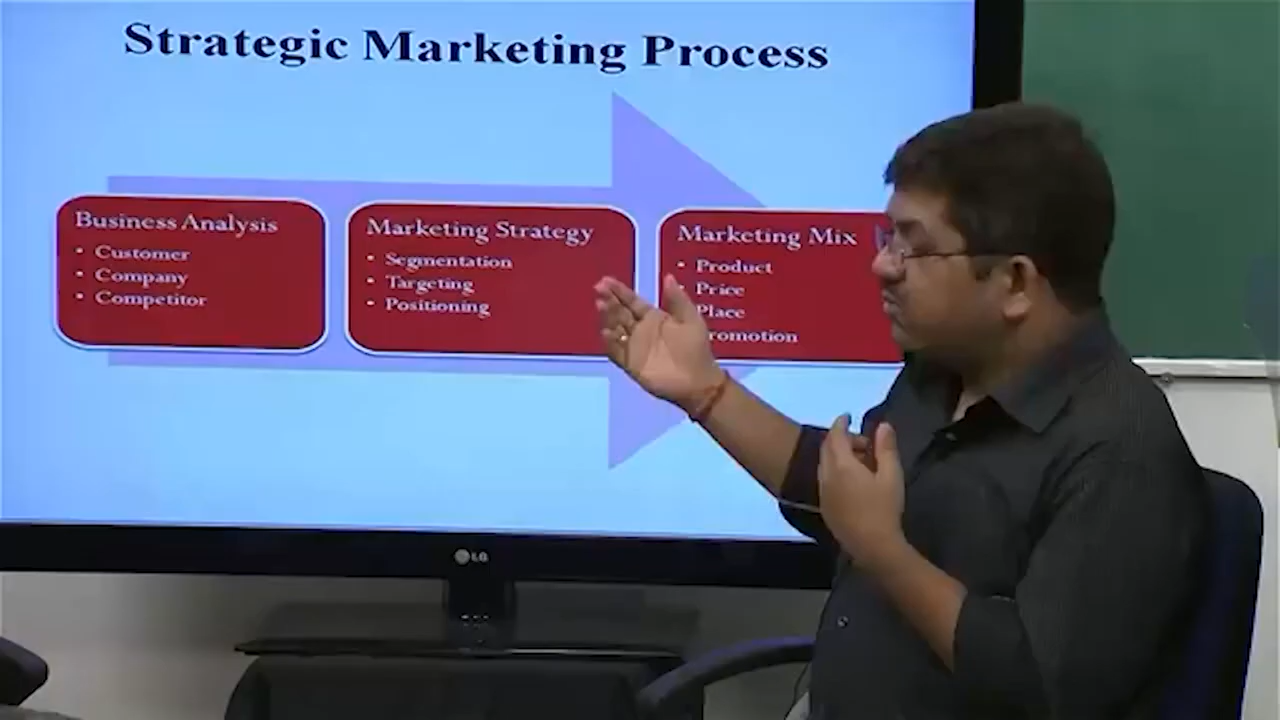 Strategic Marketing Process
Business Analysis
• Customer
• Company
• Competitor
Marketing Strategy
• Segmentation
• Targeting
• Positioning
Marketing Mix
• Product
• Price
Place
romotion
LG